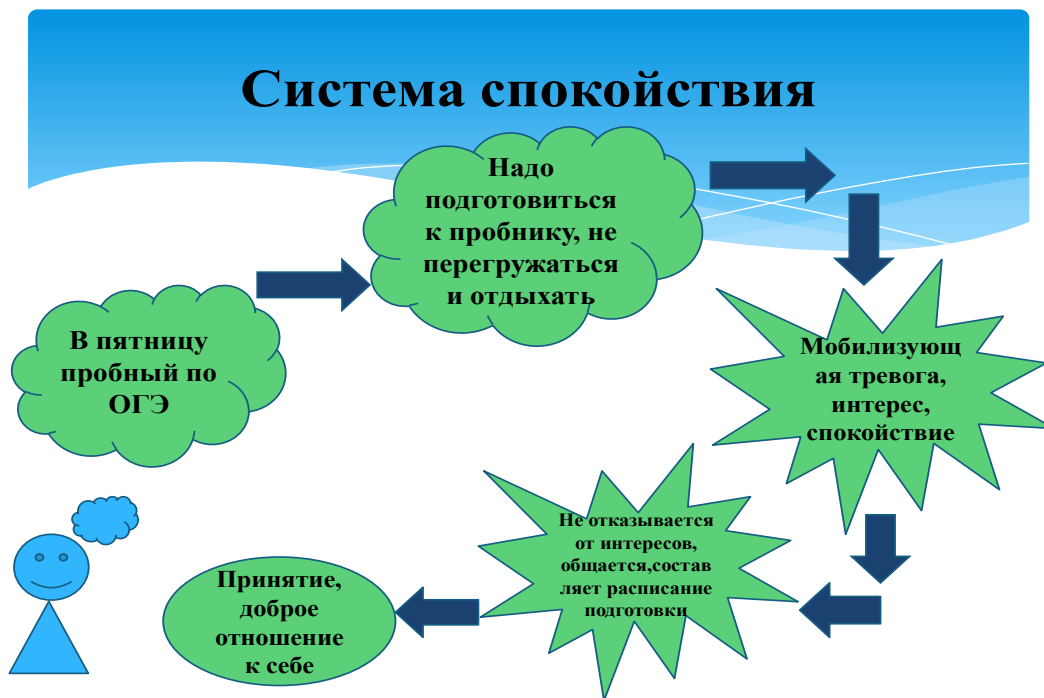 Система спокойствия
Надо
подготовиться
к пробнику, не
перегружаться
и отдыхать
В пятницу
пробный по
ОГЭ
Мобилизующ
ая тревога,
интерес,
спокойствие
Не отказывается
от интересов,
общается,состав
ляет расписание
подготовки
Принятие,
доброе
отношение
к себе